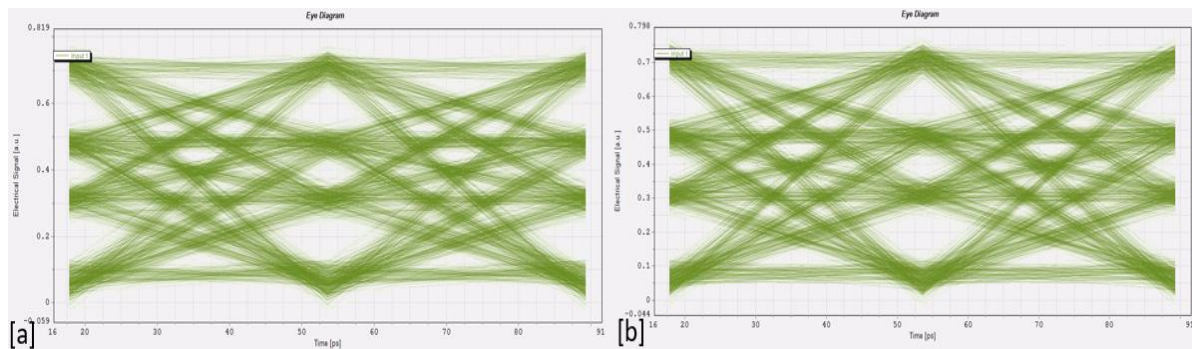 Eye Diagram
0.819
Input 1
0.6
0.4
0.2
0
-0.059
Electrical Signal [a.u.]
16 20 30 40 50 60 70 80 91
Time [ps]
[a]
Eye Diagram
0.798
Input 1
0.7
0.6
0.5
0.4
0.3
0.2
0.1
0
-0.044
Electrical Signal [a.u.]
16 20 30 40 50 60 70 80 91
Time [ps]
[b]